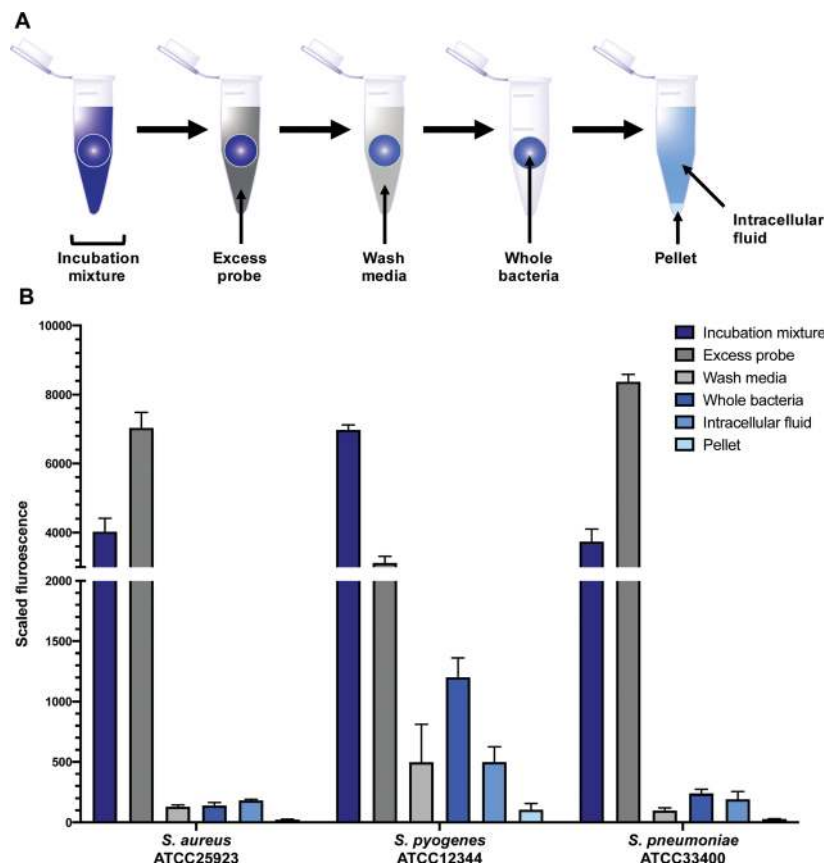 A
Incubation
mixture
Excess
probe
Wash
media
Whole
bacteria
Pellet
Intracellular
fluid
B
Scaled fluroescence
10000
8000
6000
4000
2000
1500
1000
500
0
Incubation mixture
Excess probe
Wash media
Whole bacteria
Intracellular fluid
Pellet
S. aureus
ATCC25923
S. pyogenes
ATCC12344
S. pneumoniae
ATCC33400